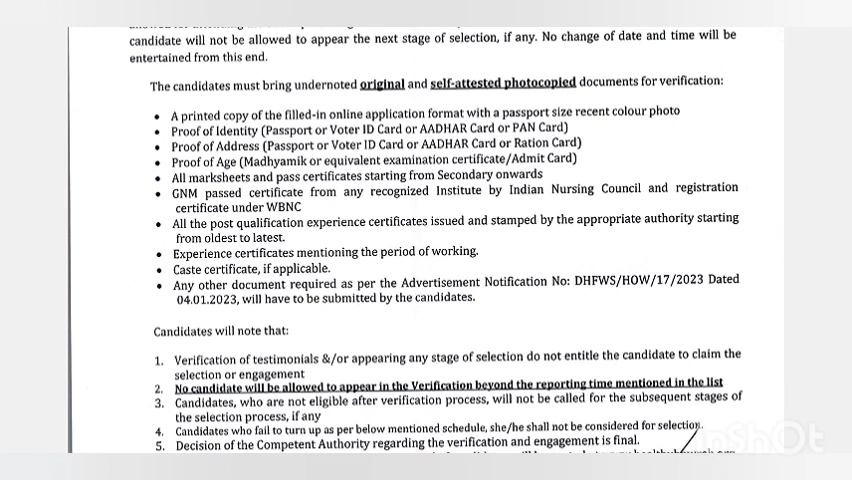 candidate will not be allowed to appear the next stage of selection, if any. No change of date and time will be
entertained from this end.
The candidates must bring undernoted original and self-attested photocopied documents for verification:
• A printed copy of the filled-in online application format with a passport size recent colour photo
• Proof of Identity (Passport or Voter ID Card or AADHAR Card or PAN Card)
• Proof of Address (Passport or Voter ID Card or AADHAR Card or Ration Card)
• Proof of Age (Madhyamik or equivalent examination certificate/Admit Card)
• All marksheets and pass certificates starting from Secondary onwards
• GNM passed certificate from any recognized Institute by Indian Nursing Council and registration
certificate under WBNC
• All the post qualification experience certificates issued and stamped by the appropriate authority starting
from oldest to latest.
• Experience certificates mentioning the period of working.
• Caste certificate, if applicable.
• Any other document required as per the Advertisement Notification No: DHFWS/HOW/17/2023 Dated
04.01.2023, will have to be submitted by the candidates.
Candidates will note that:
1. Verification of testimonials &/or appearing any stage of selection do not entitle the candidate to claim the
selection or engagement
2. No candidate will be allowed to appear in the Verification beyond the reporting time mentioned in the list
3. Candidates, who are not eligible after verification process, will not be called for the subsequent stages of
the selection process, if any
4. Candidates who fail to turn up as per below mentioned schedule, she/he shall not be considered for selection.
5. Decision of the Competent Authority regarding the verification and engagement is final.
InShOt